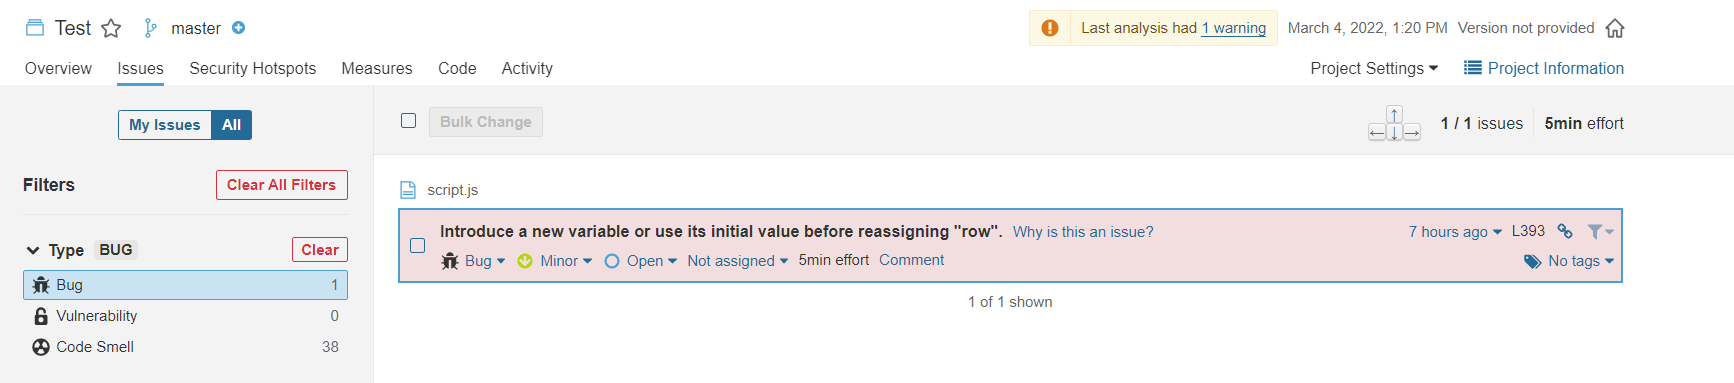 Test master Last analysis had 1 warning March 4, 2022, 1:20 PM Version not provided
Overview Issues Security Hotspots Measures Code Activity Project Settings Project Information
My Issues All
Bulk Change
↑
← ↓ →
1 / 1 issues 5min effort
Filters Clear All Filters
Type BUG Clear
Bug 1
Vulnerability 0
Code Smell 38
script.js
Introduce a new variable or use its initial value before reassigning "row". Why is this an issue? 7 hours ago L393
Bug Minor Open Not assigned 5min effort Comment No tags
1 of 1 shown